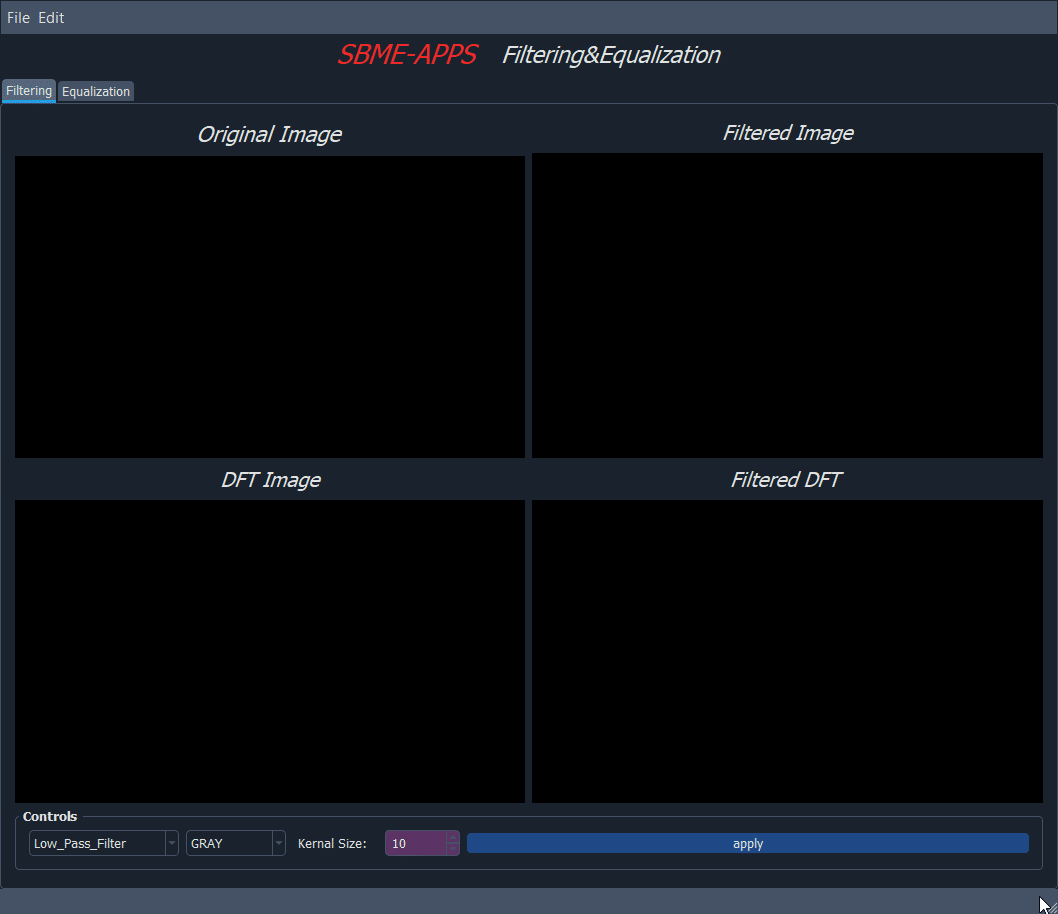 File Edit
SBME-APPS Filtering&Equalization
Filtering Equalization
Original Image Filtered Image
DFT Image Filtered DFT
Controls
Low_Pass_Filter GRAY Kernal Size: 10 apply